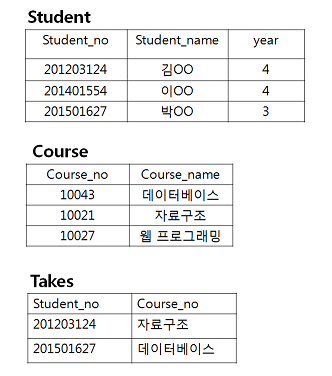 Student
Student_no Student_name year
201203124 김OO 4
201401554 이OO 4
201501627 박OO 3
Course
Course_no Course_name
10043 데이터베이스
10021 자료구조
10027 웹 프로그래밍
Takes
Student_no Course_no
201203124 자료구조
201501627 데이터베이스